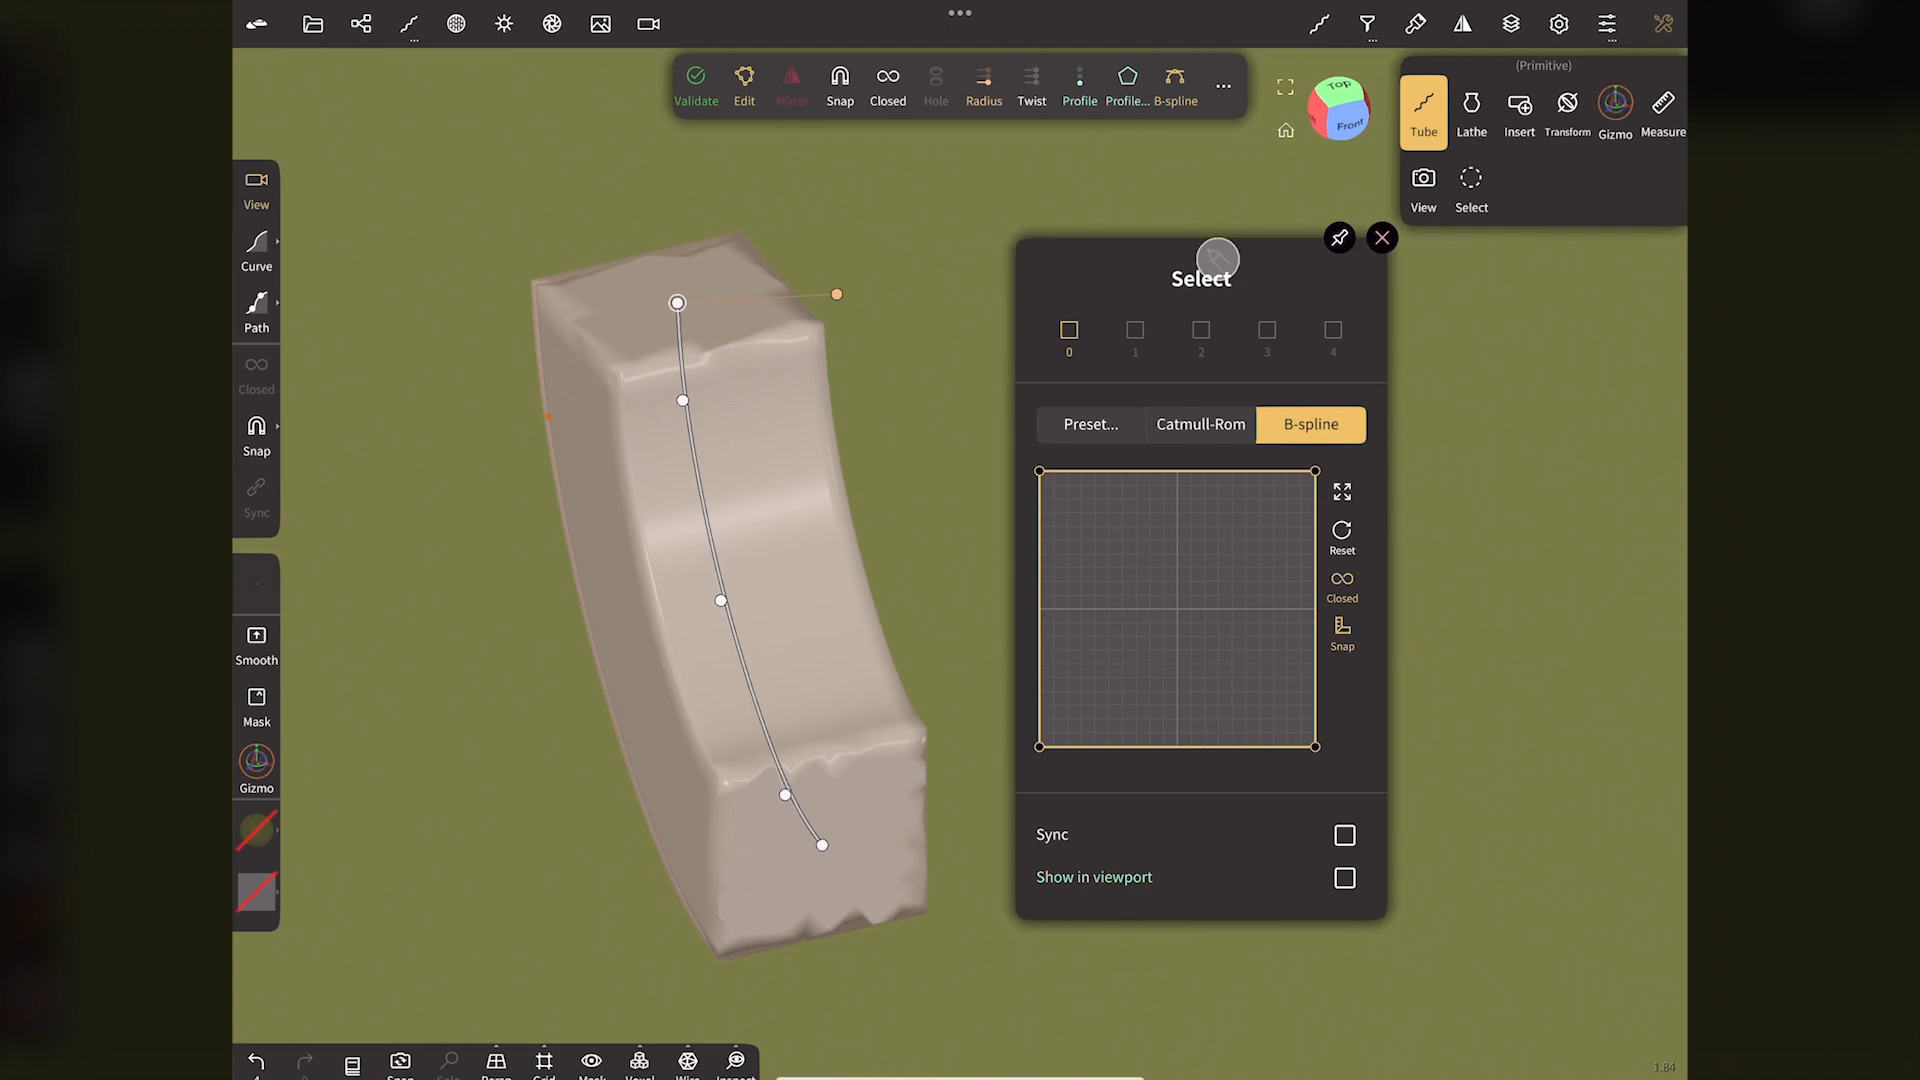 (Primitive)
Validate Edit Mirror Snap Closed Hole Radius Twist Profile Profile... B-spline ...
Top
Front
Tube Lathe Insert Transform Gizmo Measure
View Select
View
Curve
Path
Closed
Snap
Sync
Smooth
Mask
Gizmo
Select
0 1 2 3 4
Preset... Catmull-Rom B-spline
Reset
Closed
Snap
Sync
Show in viewport
1.84